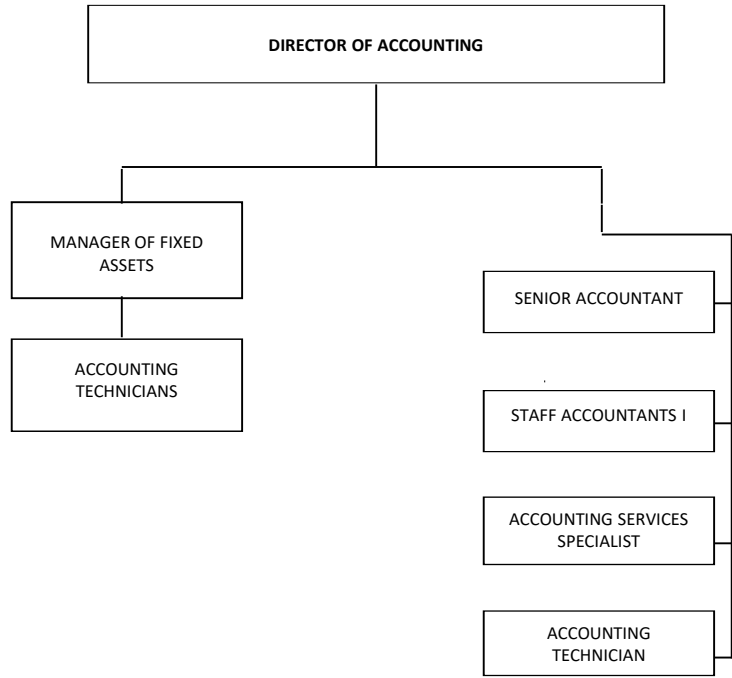 DIRECTOR OF ACCOUNTING
MANAGER OF FIXED
ASSETS
ACCOUNTING
TECHNICIANS
SENIOR ACCOUNTANT
STAFF ACCOUNTANTS I
ACCOUNTING SERVICES
SPECIALIST
ACCOUNTING
TECHNICIAN